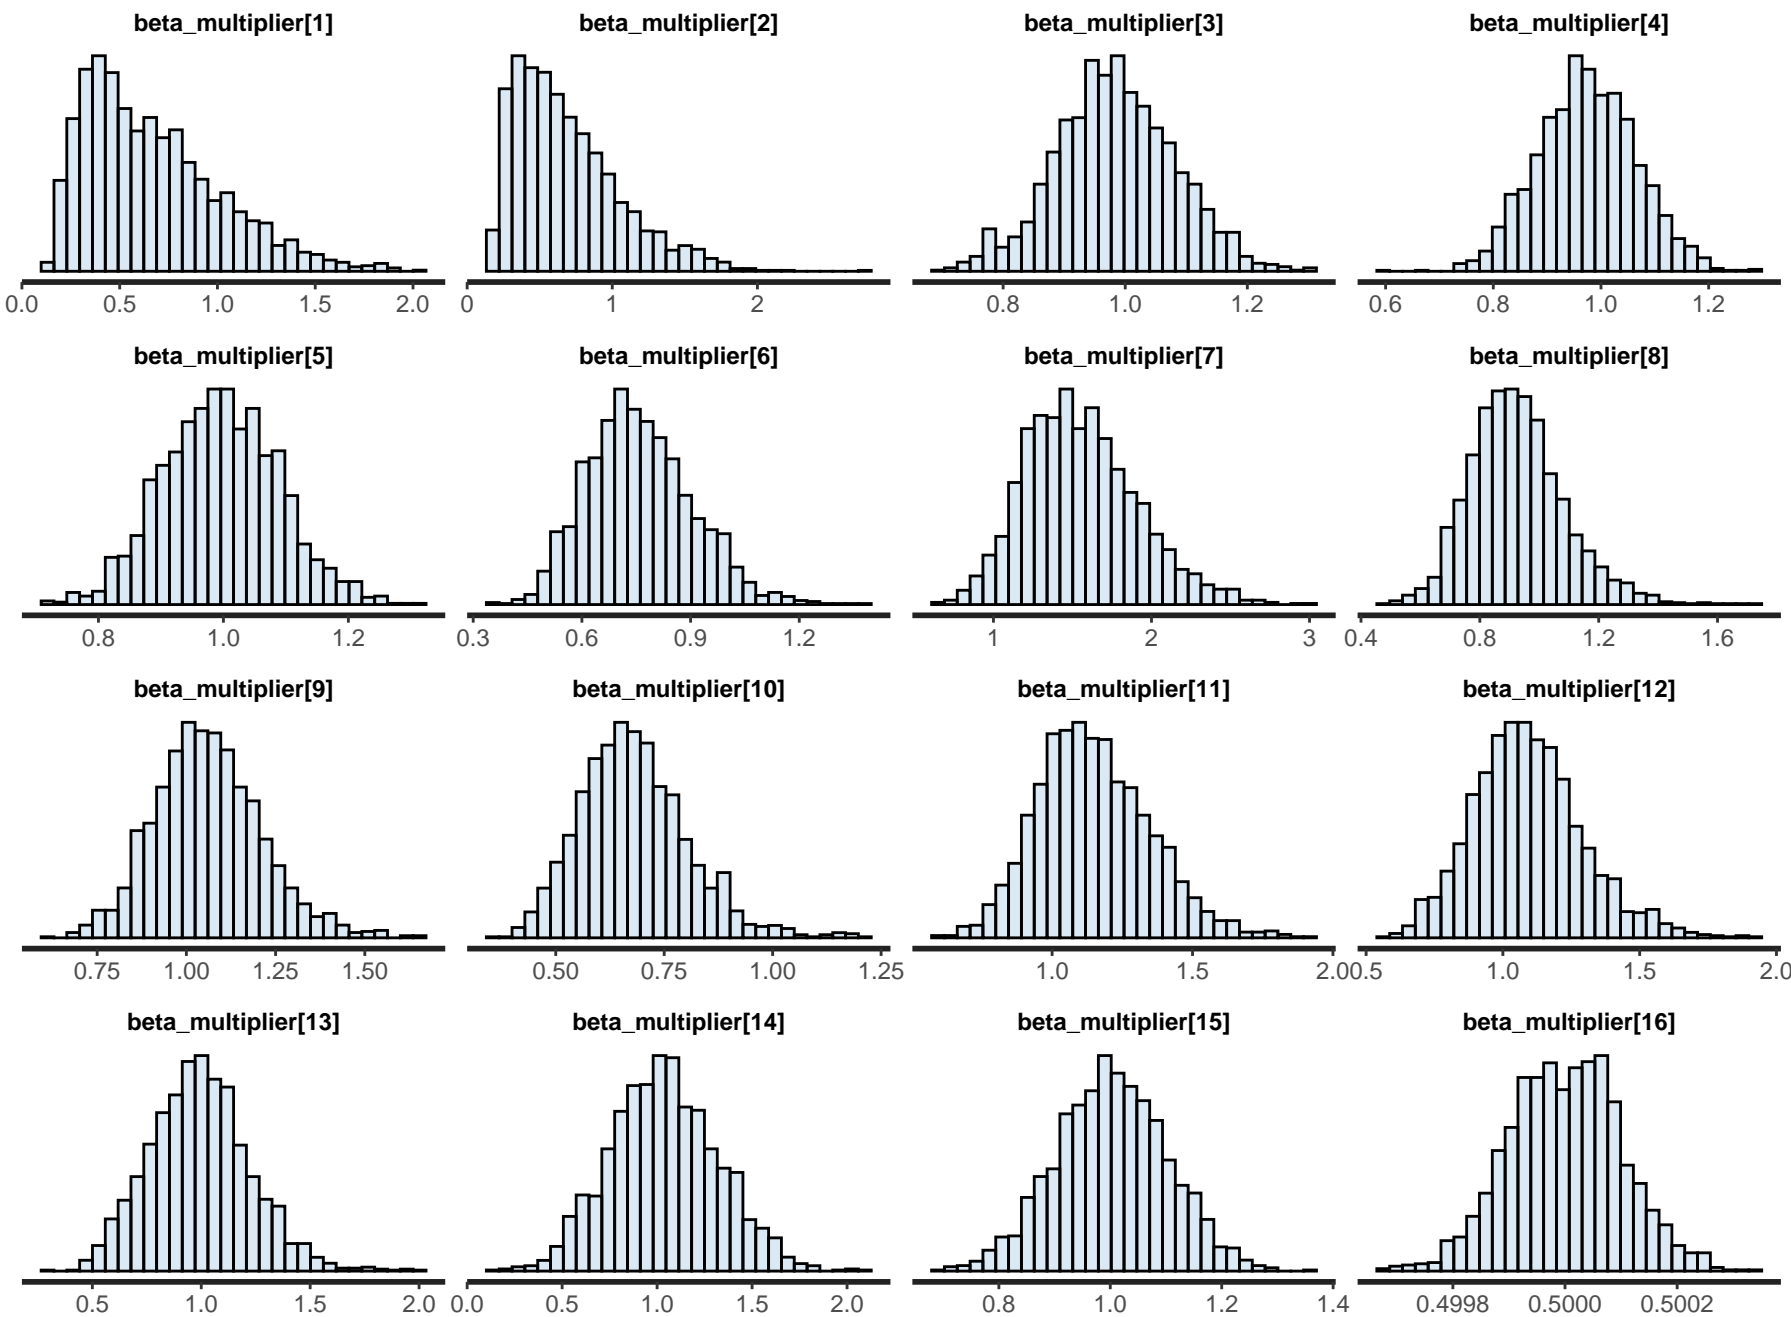 beta_multiplier[1] beta_multiplier[2] beta_multiplier[3] beta_multiplier[4]
0.0 0.5 1.0 1.5 2.0 0 1 2 0.8 1.0 1.2 0.6 0.8 1.0 1.2
beta_multiplier[5] beta_multiplier[6] beta_multiplier[7] beta_multiplier[8]
0.8 1.0 1.2 0.3 0.6 0.9 1.2 1 2 3 0.4 0.8 1.2 1.6
beta_multiplier[9] beta_multiplier[10] beta_multiplier[11] beta_multiplier[12]
0.75 1.00 1.25 1.50 0.50 0.75 1.00 1.25 1.0 1.5 2.0 0.5 1.0 1.5 2.0
beta_multiplier[13] beta_multiplier[14] beta_multiplier[15] beta_multiplier[16]
0.5 1.0 1.5 2.0 0.0 0.5 1.0 1.5 2.0 0.8 1.0 1.2 1.4 0.4998 0.5000 0.5002